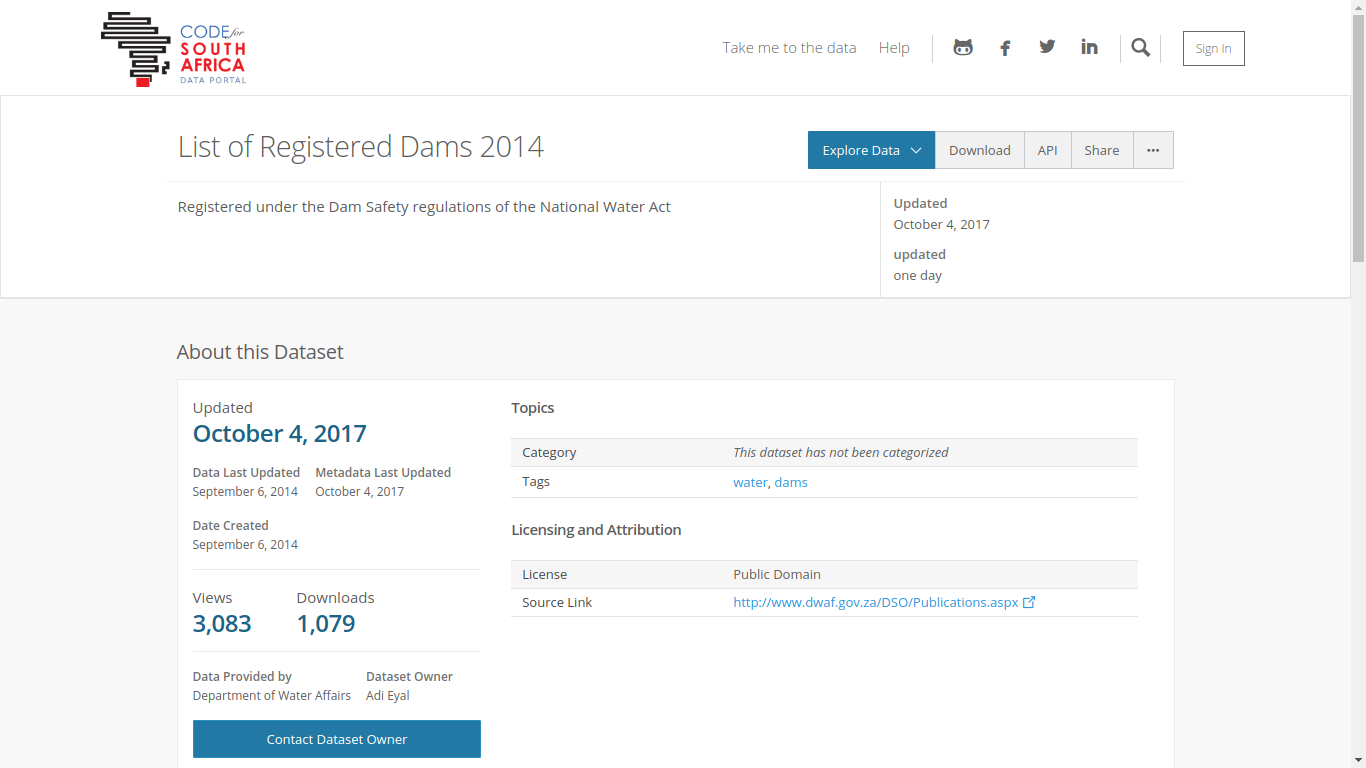 CODE for
SOUTH
AFRICA
DATA PORTAL
Take me to the data Help
Sign In
List of Registered Dams 2014
Explore Data Download API Share
Registered under the Dam Safety regulations of the National Water Act
Updated
October 4, 2017
updated
one day
About this Dataset
Updated
October 4, 2017
Data Last Updated Metadata Last Updated
September 6, 2014 October 4, 2017
Date Created
September 6, 2014
Views Downloads
3,083 1,079
Data Provided by Dataset Owner
Department of Water Affairs Adi Eyal
Contact Dataset Owner
Topics
Category This dataset has not been categorized
Tags water, dams
Licensing and Attribution
License Public Domain
Source Link http://www.dwaf.gov.za/DSO/Publications.aspx